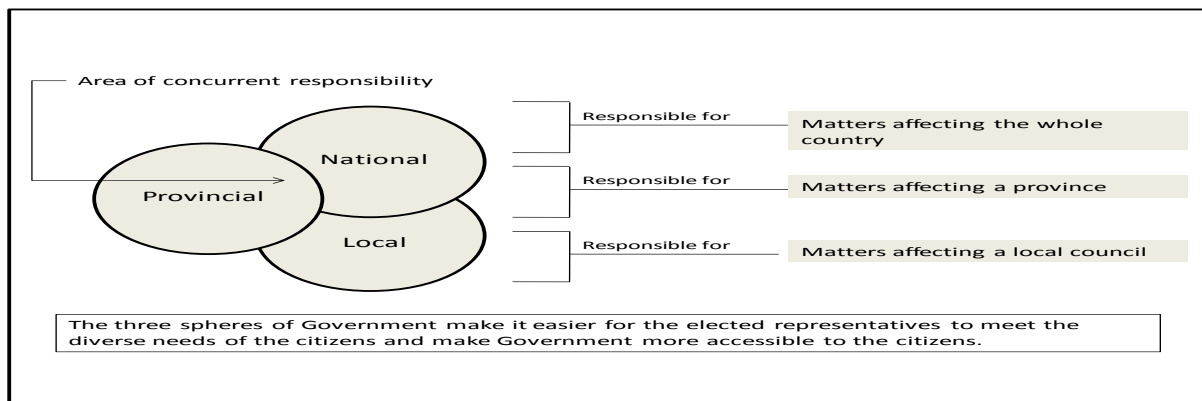 Area of concurrent responsibility
National
Provincial
Local
Responsible for
Matters affecting the whole
country
Responsible for
Matters affecting a province
Responsible for
Matters affecting a local council
The three spheres of Government make it easier for the elected representatives to meet the
diverse needs of the citizens and make Government more accessible to the citizens.